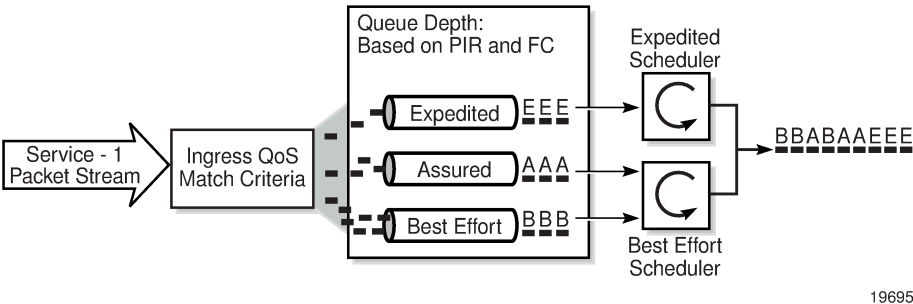 Queue Depth:
Based on PIR and FC
Expedited
Scheduler
Expedited
EEE
Service - 1
Packet Stream
Ingress QoS
Match Criteria
BBABAAEEE
Assured
AAA
Best Effort
BBB
Best Effort
Scheduler
19695